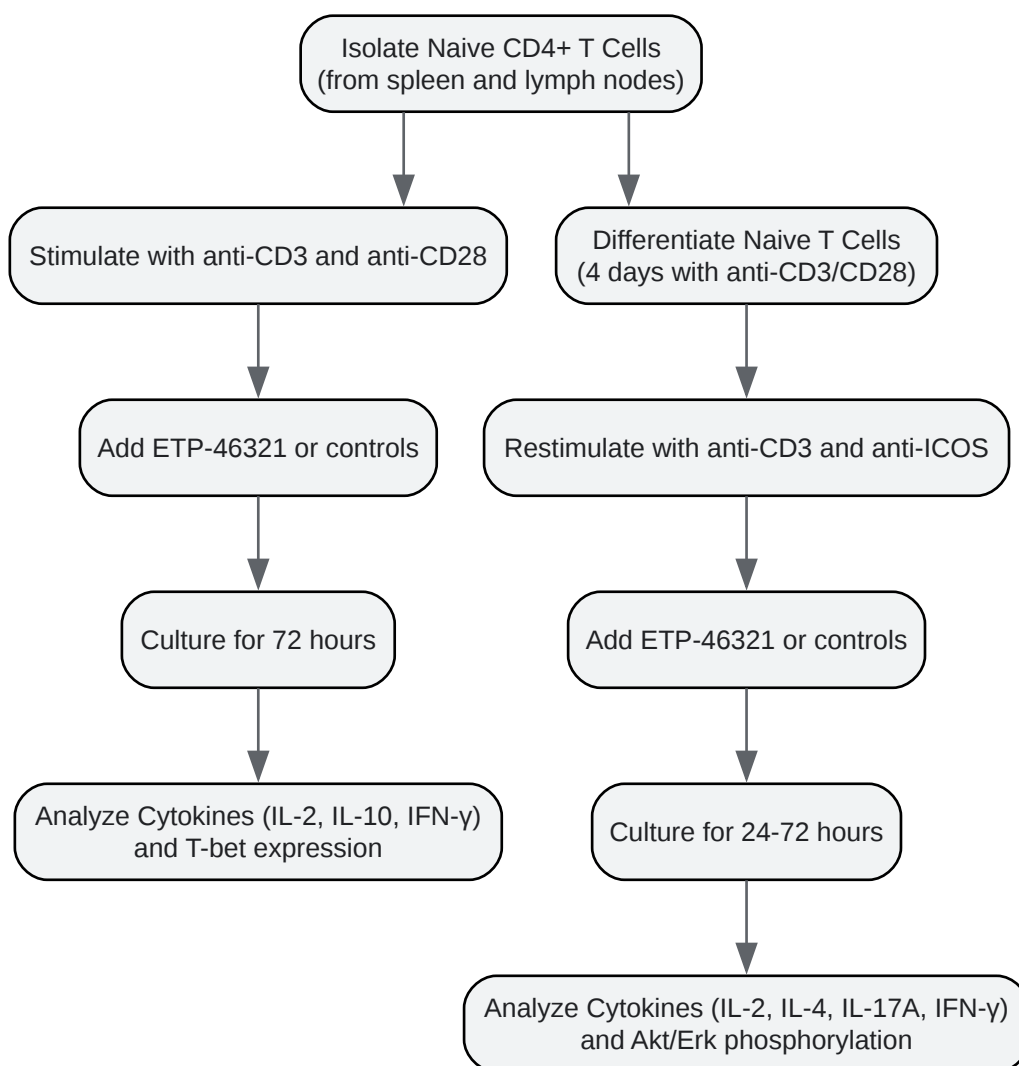 Isolate Naive CD4+ T Cells
(from spleen and lymph nodes)
Stimulate with anti-CD3 and anti-CD28
Add ETP-46321 or controls
Culture for 72 hours
Analyze Cytokines (IL-2, IL-10, IFN-γ)
and T-bet expression
Differentiate Naive T Cells
(4 days with anti-CD3/CD28)
Restimulate with anti-CD3 and anti-ICOS
Add ETP-46321 or controls
Culture for 24-72 hours
Analyze Cytokines (IL-2, IL-4, IL-17A, IFN-γ)
and Akt/Erk phosphorylation